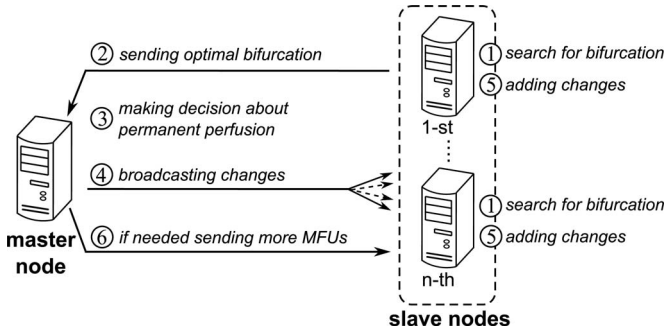 ② sending optimal bifurcation
① search for bifurcation
⑤ adding changes
1-st
③ making decision about
permanent perfusion
④ broadcasting changes
① search for bifurcation
⑤ adding changes
master
node
⑥ if needed sending more MFUs
n-th
slave nodes